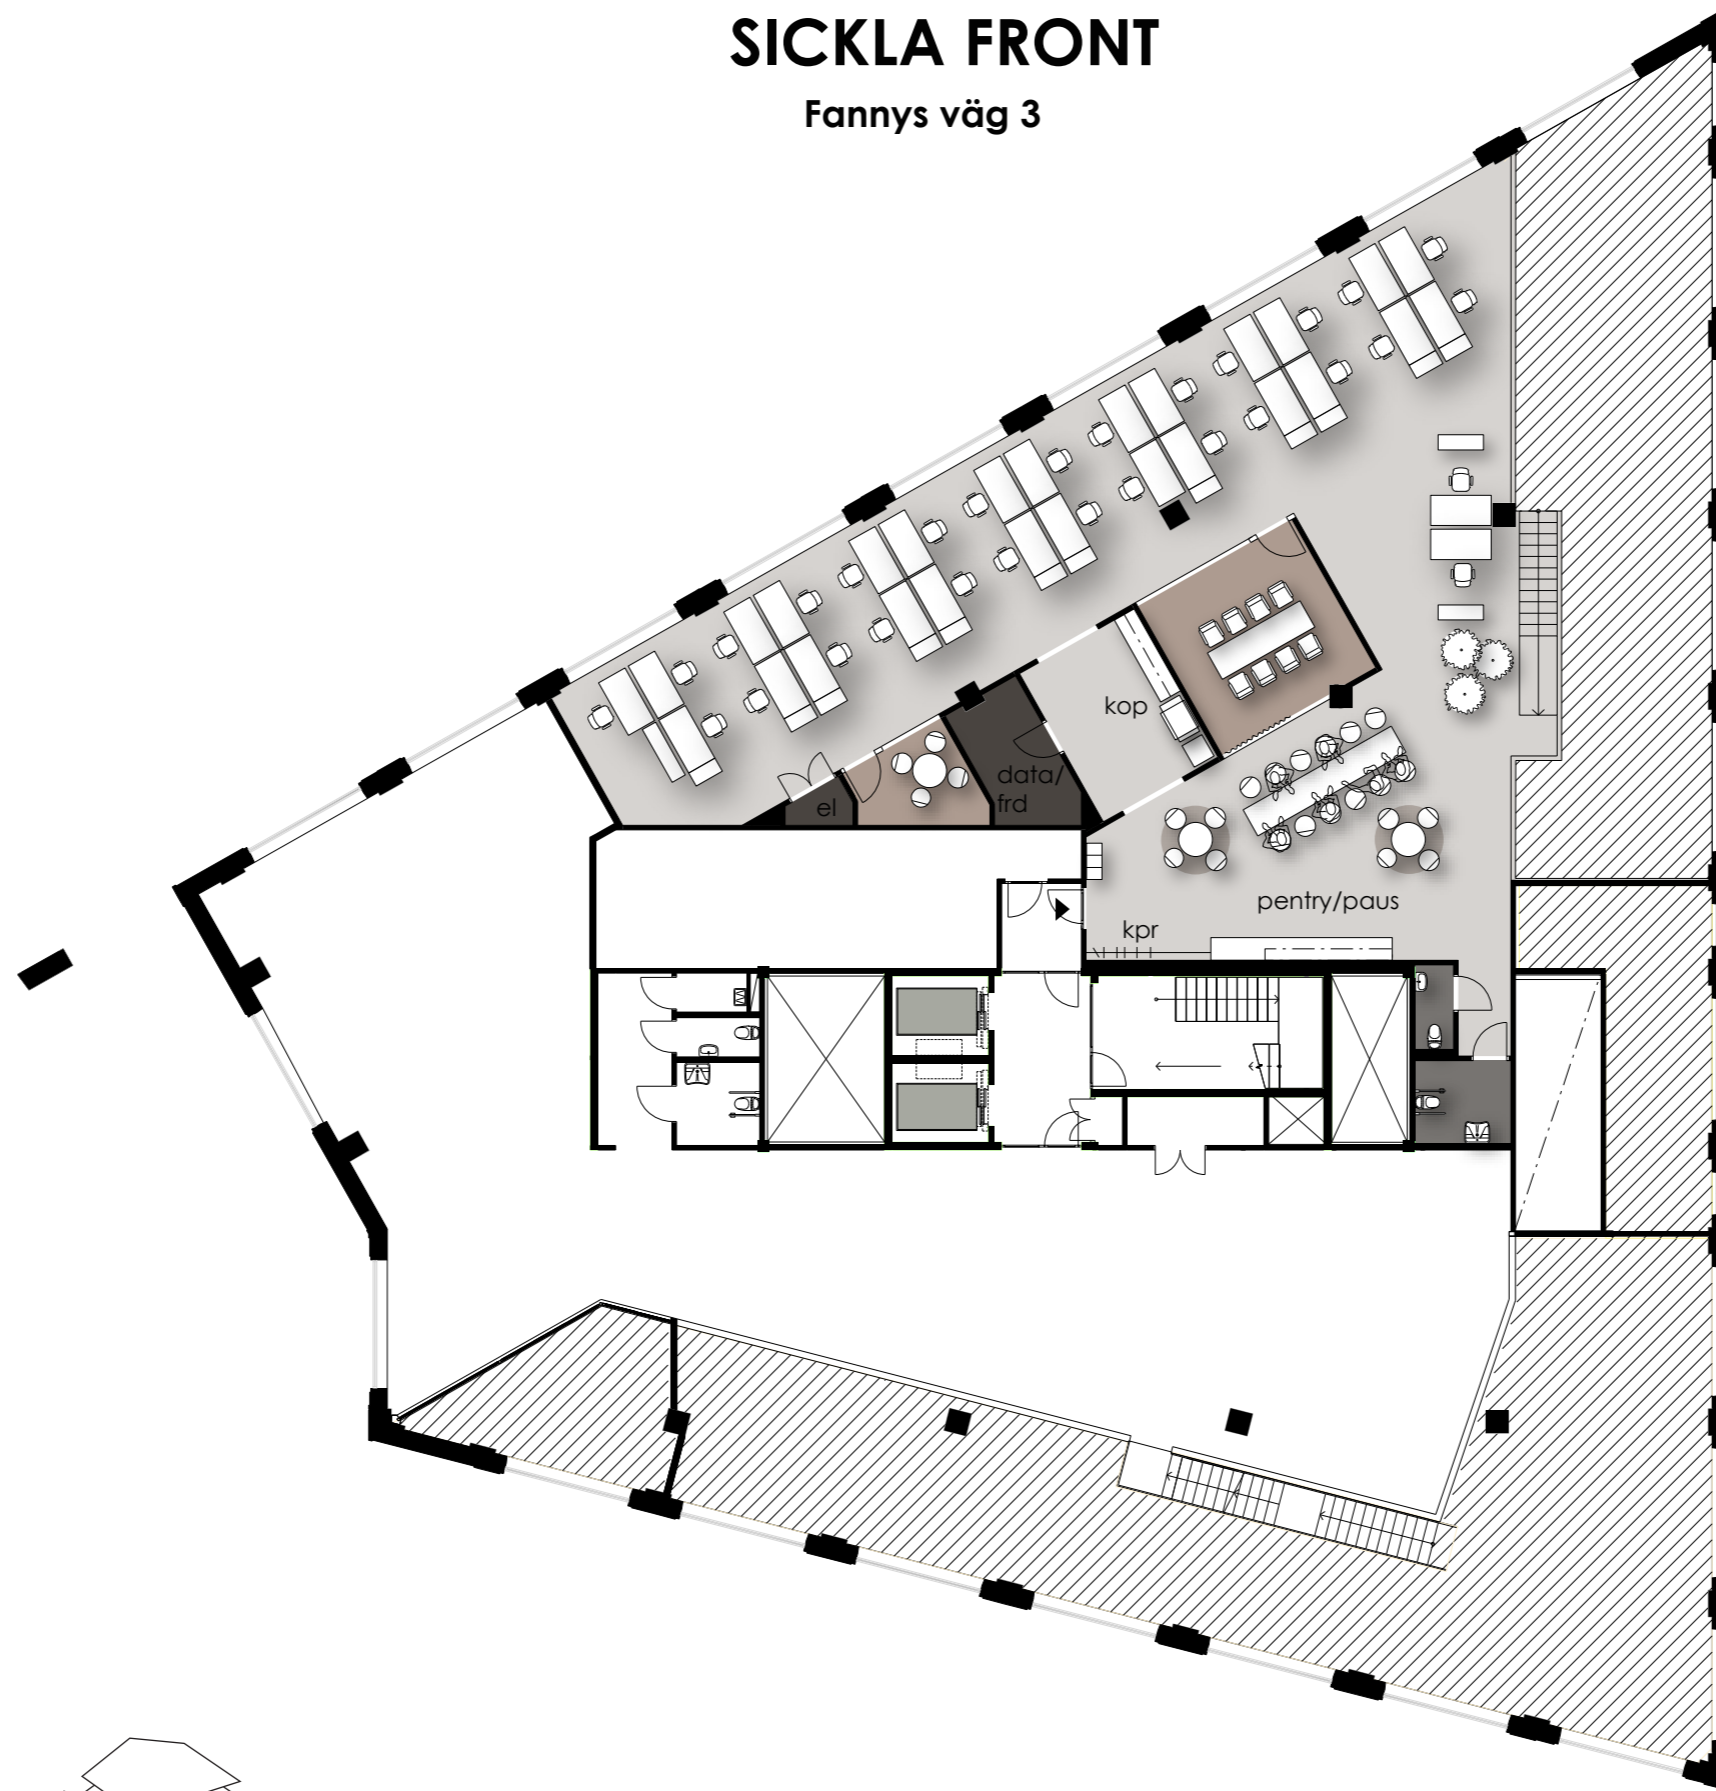 SICKLA FRONT
Fannys väg 3
kop
data/
frd
el
pentry/paus
kpr